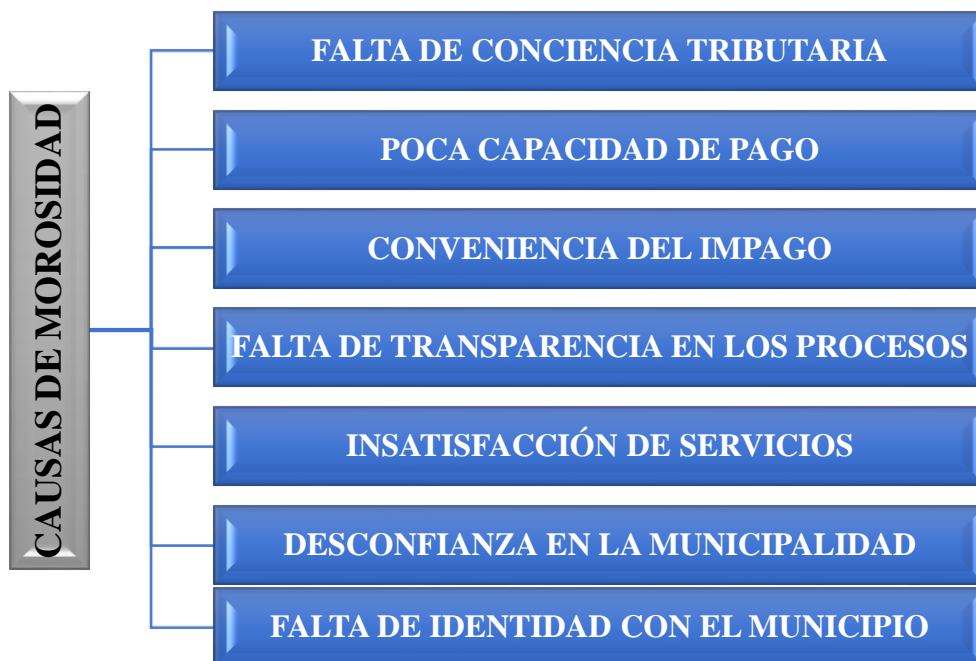 CAUSAS DE MOROSIDAD
FALTA DE CONCIENCIA TRIBUTARIA
POCA CAPACIDAD DE PAGO
CONVENIENCIA DEL IMPAGO
FALTA DE TRANSPARENCIA EN LOS PROCESOS
INSATISFACCIÓN DE SERVICIOS
DESCONFIANZA EN LA MUNICIPALIDAD
FALTA DE IDENTIDAD CON EL MUNICIPIO